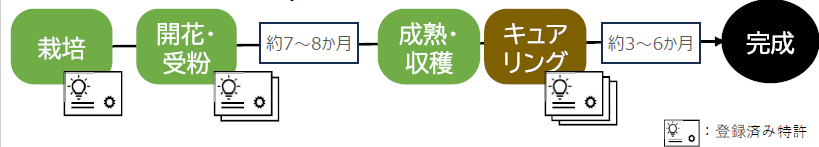 栽培
開花・
受粉
約7～8か月
成熟・
収穫
キュア
リング
約3～6か月
完成
：登録済み特許